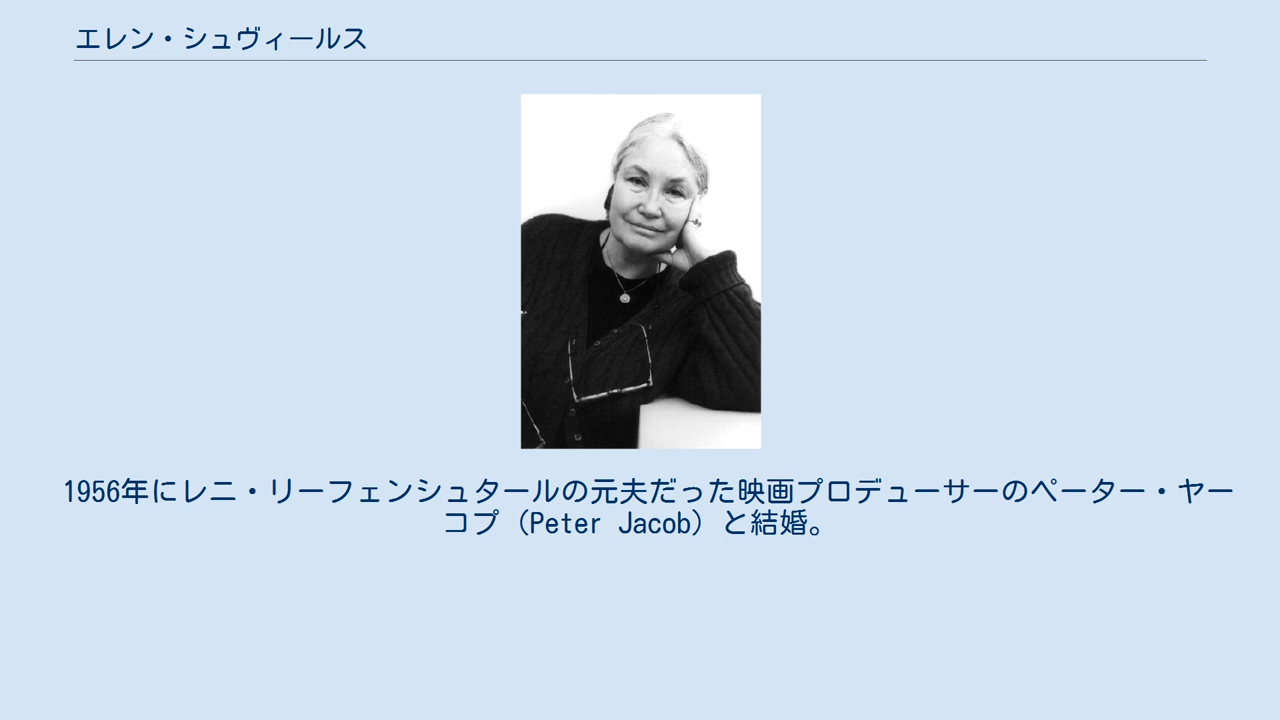 エレン・シュヴィールス
1956年にレニ・リーフェンシュタールの元夫だった映画プロデューサーのペーター・ヤー
コプ（Peter Jacob）と結婚。